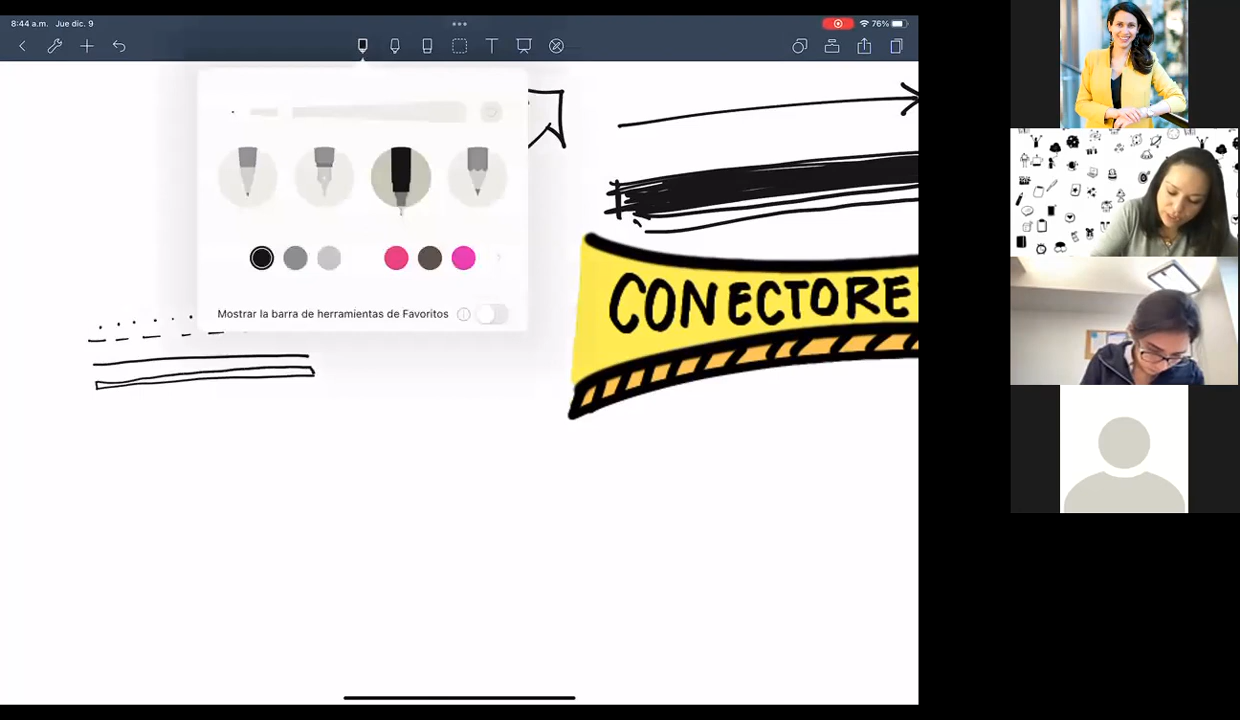 8:44 a.m. Jue dic. 9
76%
T
CONECTORE
Mostrar la barra de herramientas de Favoritos